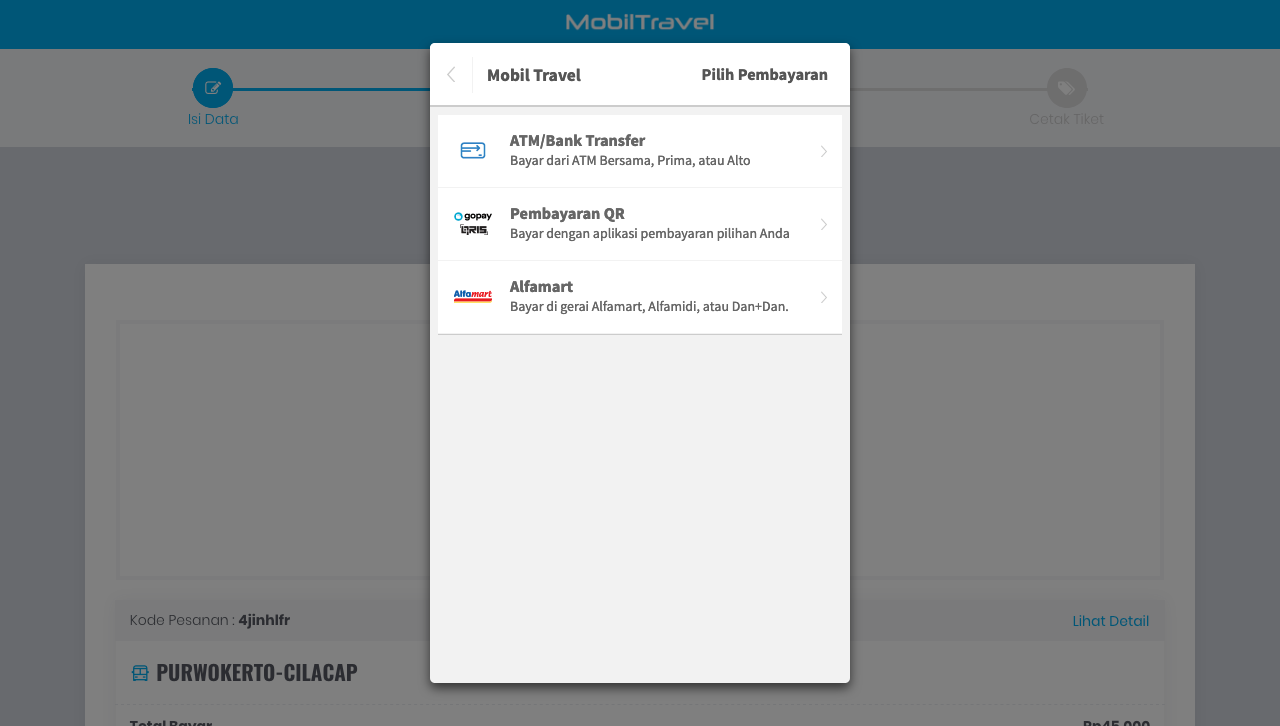 MobilTravel
Mobil Travel
Pilih Pembayaran
Isi Data
Cetak Tiket
ATM/Bank Transfer
Bayar dari ATM Bersama, Prima, atau Alto
gopay
QRIS
Pembayaran QR
Bayar dengan aplikasi pembayaran pilihan Anda
Alfamart
Alfamart
Bayar di gerai Alfamart, Alfamidi, atau Dan+Dan.
Kode Pesanan : 4jinhlfr
Lihat Detail
PURWOKERTO-CILACAP
Total Bayar
Rp45.000